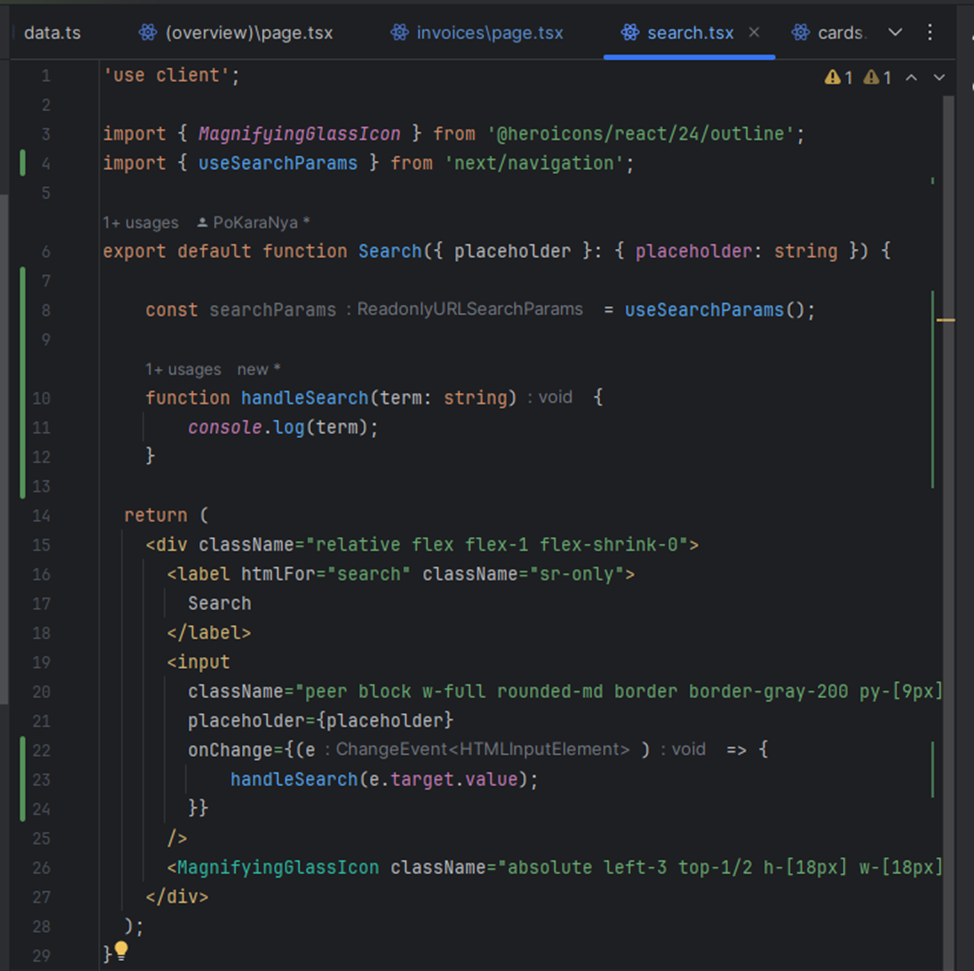 data.ts (overview)\page.tsx invoices\page.tsx search.tsx × cards.
1 'use client'; 1 1
2
3 import { MagnifyingGlassIcon } from '@heroicons/react/24/outline';
4 import { useSearchParams } from 'next/navigation';
5
1+ usages PoKaraNya *
6 export default function Search({ placeholder }: { placeholder: string }) {
7
8 const searchParams : ReadonlyURLSearchParams = useSearchParams();
9
1+ usages new *
10 function handleSearch(term: string) : void {
11 console.log(term);
12 }
13
14 return (
15 <div className="relative flex flex-1 flex-shrink-0">
16 <label htmlFor="search" className="sr-only">
17 Search
18 </label>
19 <input
20 className="peer block w-full rounded-md border border-gray-200 py-[9px]
21 placeholder={placeholder}
22 onChange={(e : ChangeEvent<HTMLInputElement> ) : void => {
23 handleSearch(e.target.value);
24 }}
25 />
26 <MagnifyingGlassIcon className="absolute left-3 top-1/2 h-[18px] w-[18px]
27 </div>
28 );
29 }